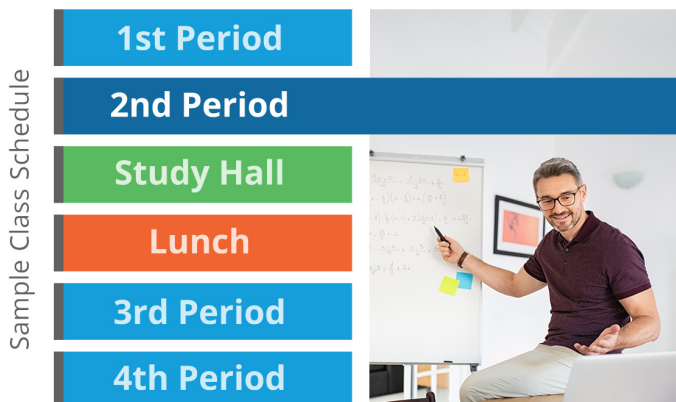 Sample Class Schedule
1st Period
2nd Period
Study Hall
Lunch
3rd Period
4th Period